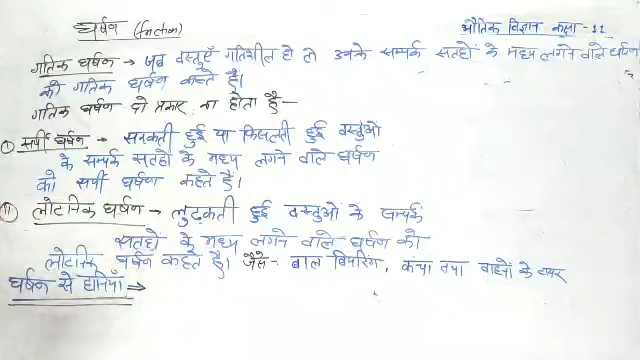 घर्षण (friction)
भौतिक विज्ञान कक्षा - 11
गतिक घर्षण → जब वस्तुएँ गतिशील हो तो उनके सम्पर्क सतहों के मध्य लगने वाले घर्षण
को गतिक घर्षण कहते है।
गतिक घर्षण दो प्रकार का होता है—
(I) सर्पी घर्षण → सरकती हुई या फिसलती हुई वस्तुओ
के सम्पर्क सतहों के मध्य लगने वाले घर्षण
को सर्पी घर्षण कहते है।
(II) लोटनिक घर्षण → लुढ़कती हुई वस्तुओ के सम्पर्क
सतहों के मध्य लगने वाले घर्षण को
लोटनिक घर्षण कहते है। जैसे:- बाल बियरिंग, तथा वाहनों के टायर
घर्षण से हानियाँ ⇒